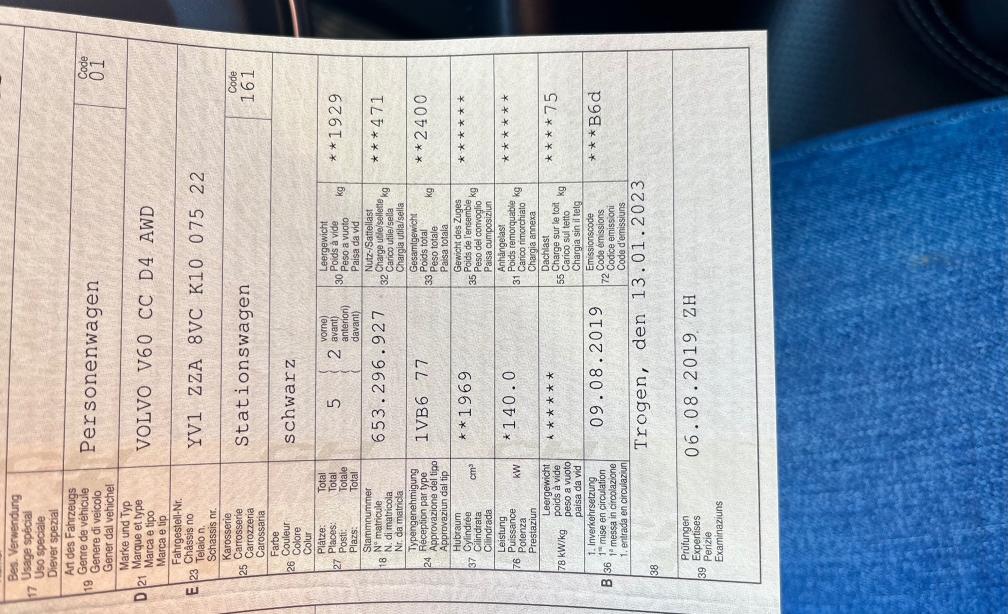 Bes. Verwendung
17 Usage spécial
Uso speciale
Diever spezial
Art des Fahrzeugs
19 Genre de véhicule
Genere di veicolo
Gener dal vehichel
Personenwagen
Code
01
Marke und Typ
D 21 Marque et type
Marca e tipo
Marca e tip
VOLVO V60 CC D4 AWD
Fahrgestell-Nr.
E 23 Châssis no
Telaio n.
Schassis nr.
YV1 ZZA 8VC K10 075 22
Karosserie
25 Carrosserie
Carrozzeria
Carossaria
Stationswagen
Code
161
Farbe
26 Couleur
Colore
Colur
schwarz
Plätze: Total
27 Places: Total
Posti: Totale
Plazs: Total
5 { 2 vorne)
avant)
anteriori)
davant)
Leergewicht
30 Poids à vide
Peso a vuoto kg
Paisa da vid
**1929
Stammnummer
18 N° matricule
N. di matricola
Nr. da matricla
653.296.927
Nutz-/Sattellast
32 Charge utile/sellette kg
Carico utile/sella
Chargia utila/sella
***471
Typengenehmigung
24 Réception par type
Approvazione del tipo
Approvaziun dal tip
1VB6 77
Gesamtgewicht
33 Poids total kg
Peso totale
Paisa totala
**2400
Hubraum
37 Cylindrée cm³
Cilindrata
Cilindrada
**1969
Gewicht des Zuges
35 Poids de l'ensemble kg
Peso del convoglio
Paisa cumposiziun
******
Leistung
76 Puissance kW
Potenza
Prestaziun
*140.0
Anhängelast
31 Poids remorquable kg
Carico rimorchiato
Chargia annexa
******
78 kW/kg Leergewicht
poids à vide
peso a vuoto
paisa da vid
******
Dachlast
55 Charge sur le toit kg
Carico sul tetto
Chargia sin il tetg
****75
1. Inverkehrsetzung
B 36 1re mise en circulation
1a messa in circolazione
1. entrada en circulaziun
09.08.2019
Emissionscode
72 Code émissions
Codice emissioni
Code d'emissiuns
***B6d
38 Trogen, den 13.01.2023
Prüfungen
39 Expertises
Perizie
Examinaziuns
06.08.2019 ZH